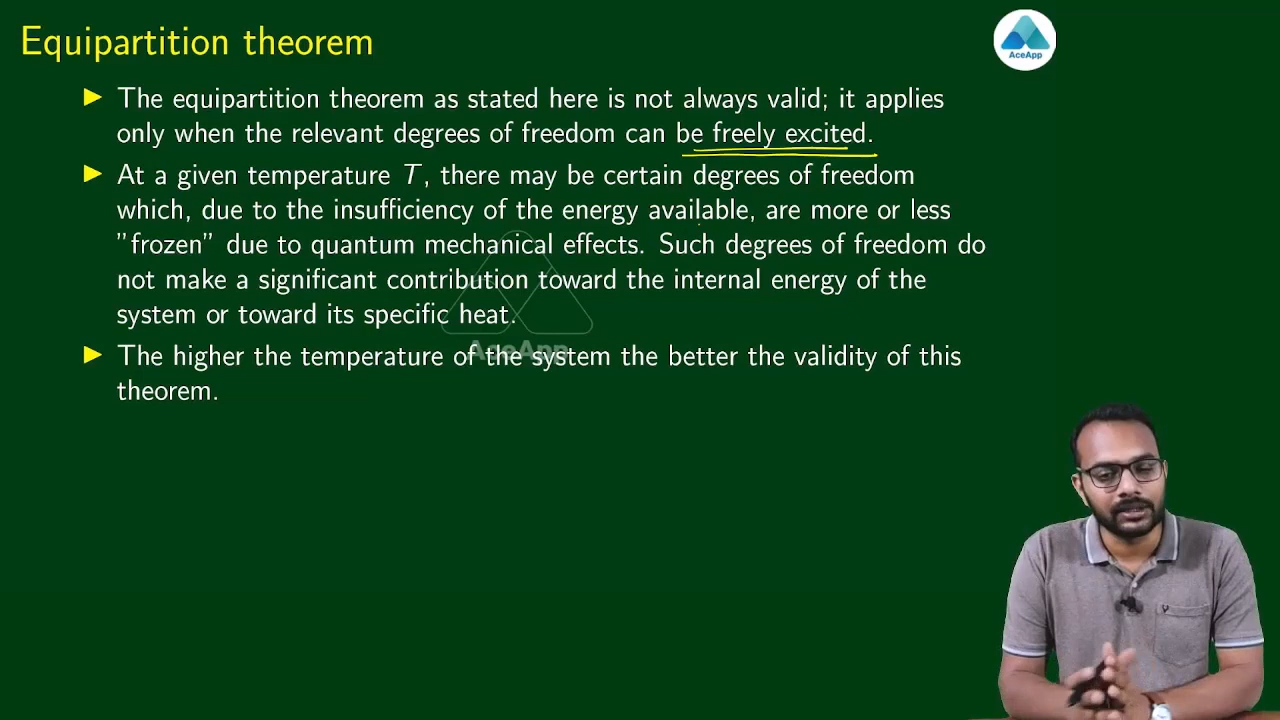 Equipartition theorem
AceApp
▶ The equipartition theorem as stated here is not always valid; it applies
only when the relevant degrees of freedom can be freely excited.
▶ At a given temperature T, there may be certain degrees of freedom
which, due to the insufficiency of the energy available, are more or less
”frozen” due to quantum mechanical effects. Such degrees of freedom do
not make a significant contribution toward the internal energy of the
system or toward its specific heat.
▶ The higher the temperature of the system the better the validity of this
theorem.
AceApp